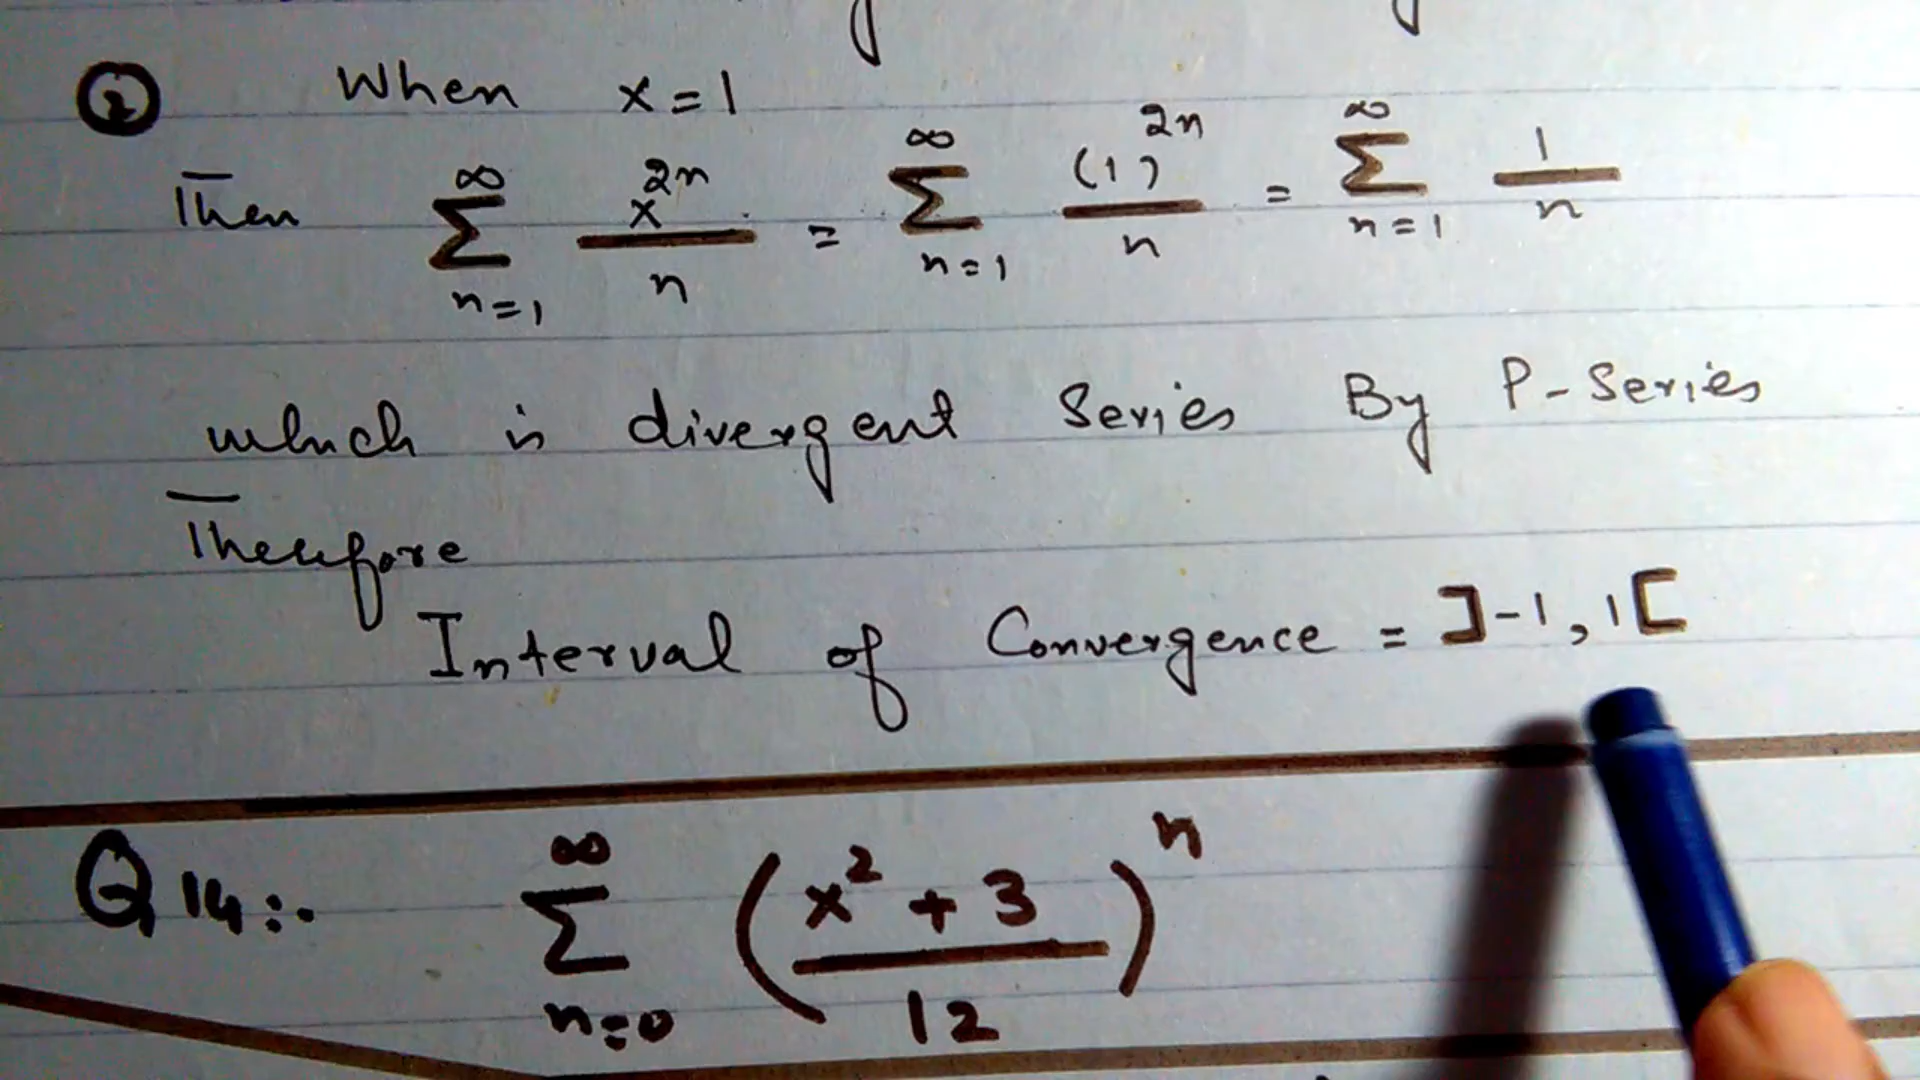 ② When x = 1
Then ∞ Σ n=1 x^2n / n = ∞ Σ n=1 (1)^2n / n = ∞ Σ n=1 1 / n
which is divergent Series By P-Series
Therefore
Interval of Convergence = ]-1, 1[
Q14:. ∞ Σ n=0 (x² + 3 / 12)^n